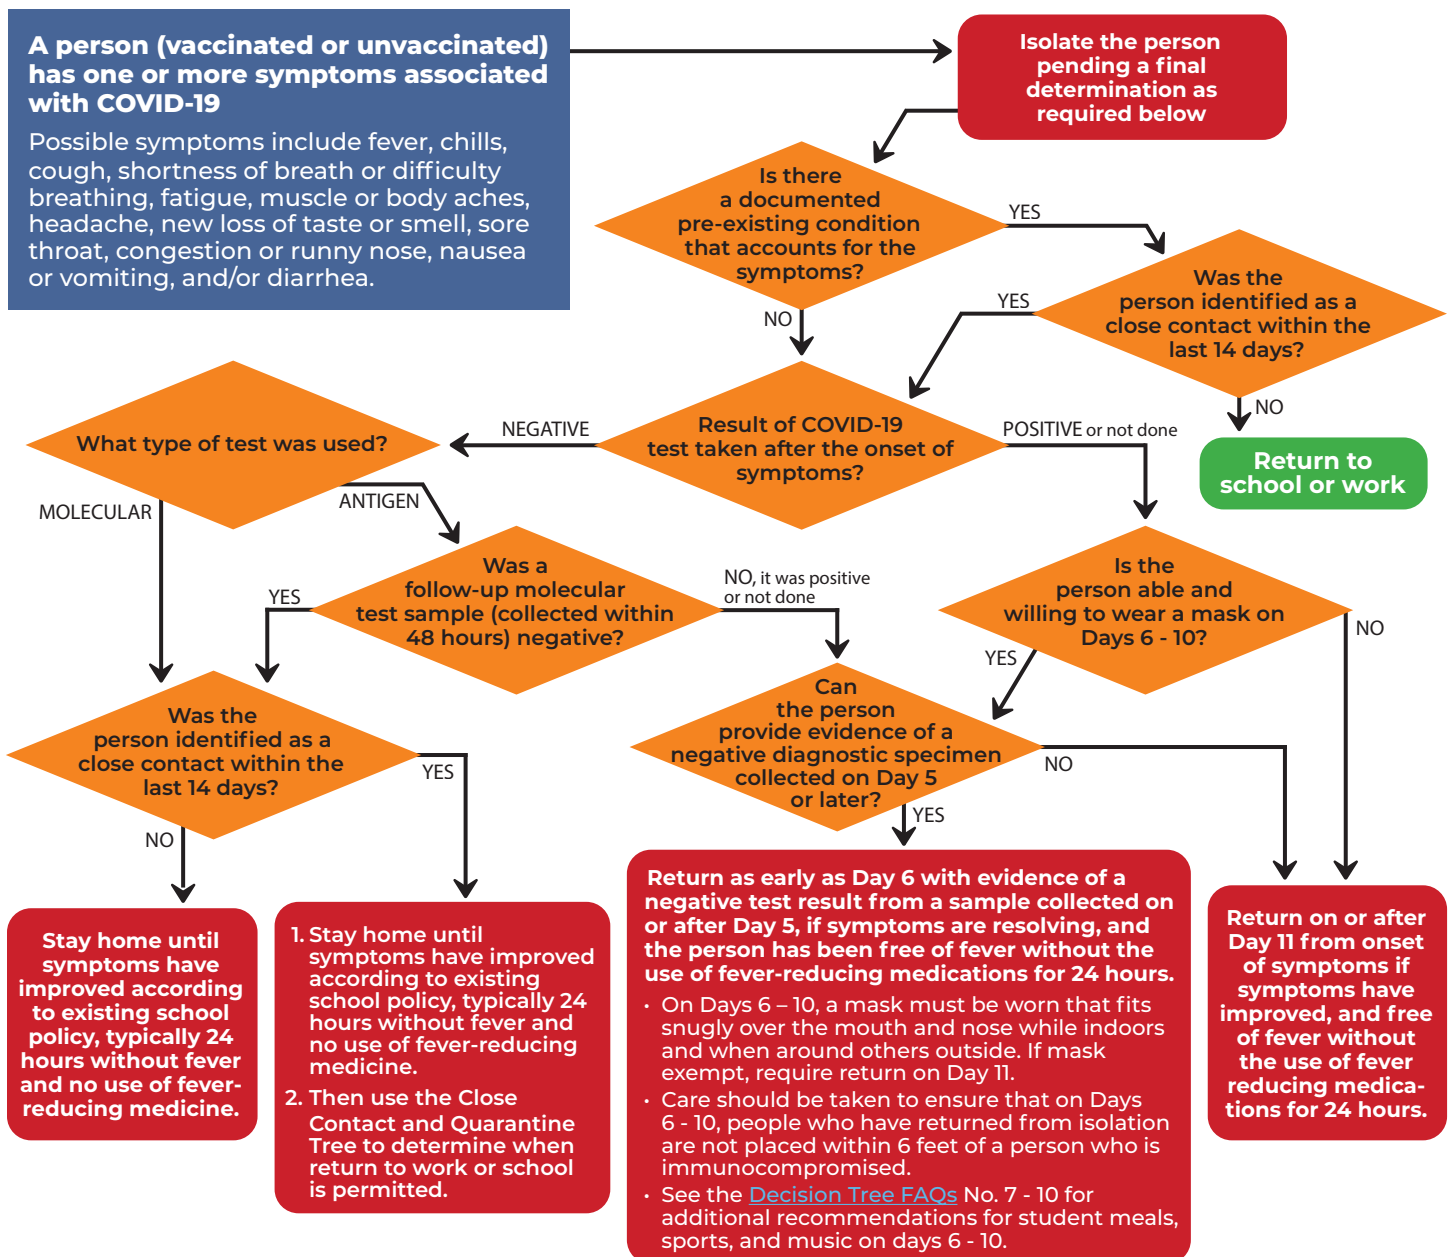 A person (vaccinated or unvaccinated)
has one or more symptoms associated
with COVID-19
Possible symptoms include fever, chills,
cough, shortness of breath or difficulty
breathing, fatigue, muscle or body aches,
headache, new loss of taste or smell, sore
throat, congestion or runny nose, nausea
or vomiting, and/or diarrhea.
Isolate the person
pending a final
determination as
required below
Is there
a documented
pre-existing condition
that accounts for the
symptoms?
YES
NO
Was the
person identified as a
close contact within the
last 14 days?
YES
NO
Return to
school or work
Result of COVID-19
test taken after the onset of
symptoms?
NEGATIVE
POSITIVE or not done
What type of test was used?
MOLECULAR
ANTIGEN
Was a
follow-up molecular
test sample (collected within
48 hours) negative?
YES
NO, it was positive
or not done
Is the
person able and
willing to wear a mask on
Days 6 - 10?
YES
NO
Was the
person identified as a
close contact within the
last 14 days?
YES
NO
Can
the person
provide evidence of a
negative diagnostic specimen
collected on Day 5
or later?
NO
YES
Stay home until
symptoms have
improved according
to existing school
policy, typically 24
hours without fever
and no use of fever-
reducing medicine.
1. Stay home until
symptoms have improved
according to existing
school policy, typically 24
hours without fever and
no use of fever-reducing
medicine.
2. Then use the Close
Contact and Quarantine
Tree to determine when
return to work or school
is permitted.
Return as early as Day 6 with evidence of a
negative test result from a sample collected on
or after Day 5, if symptoms are resolving, and
the person has been free of fever without the
use of fever-reducing medications for 24 hours.
· On Days 6 – 10, a mask must be worn that fits
snugly over the mouth and nose while indoors
and when around others outside. If mask
exempt, require return on Day 11.
· Care should be taken to ensure that on Days
6 - 10, people who have returned from isolation
are not placed within 6 feet of a person who is
immunocompromised.
· See the Decision Tree FAQs No. 7 - 10 for
additional recommendations for student meals,
sports, and music on days 6 - 10.
Return on or after
Day 11 from onset
of symptoms if
symptoms have
improved, and free
of fever without
the use of fever
reducing medica-
tions for 24 hours.